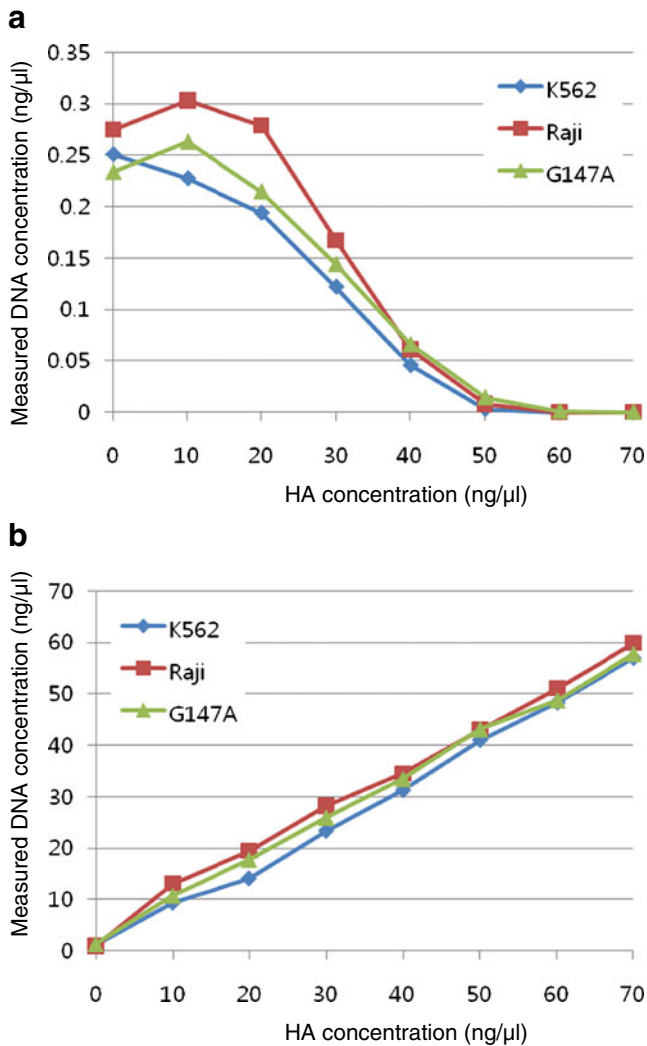 a
Measured DNA concentration (ng/µl)
0.35
0.3
0.25
0.2
0.15
0.1
0.05
0
K562
Raji
G147A
0 10 20 30 40 50 60 70
HA concentration (ng/µl)
b
Measured DNA concentration (ng/µl)
70
60
50
40
30
20
10
0
K562
Raji
G147A
0 10 20 30 40 50 60 70
HA concentration (ng/µl)